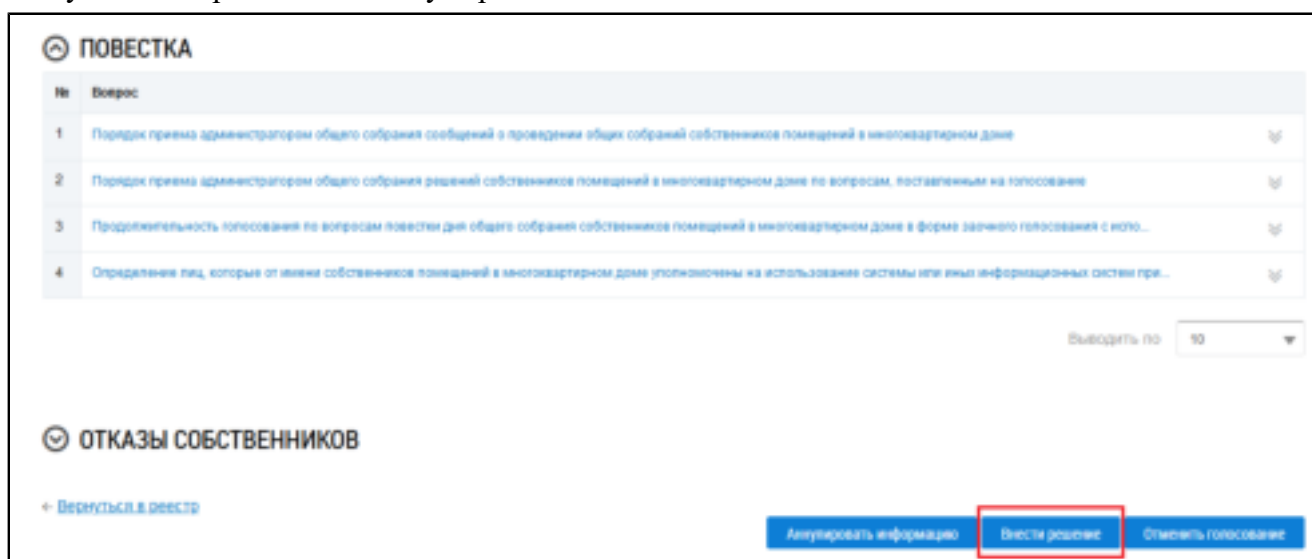 ПОВЕСТКА
№ Вопрос
1 Порядок приема администратором общего собрания сообщений о проведении общих собраний собственников помещений в многоквартирном доме
2 Порядок приема администратором общего собрания решений собственников помещений в многоквартирном доме по вопросам, поставленным на голосование
3 Продолжительность голосования по вопросам повестки дня общего собрания собственников помещений в многоквартирном доме в форме заочного голосования с испо...
4 Определение лиц, которые от имени собственников помещений в многоквартирном доме уполномочены на использование системы или иных информационных систем при...
Выводить по 10
ОТКАЗЫ СОБСТВЕННИКОВ
← Вернуться в реестр
Аннулировать информацию Внести решение Отменить голосование